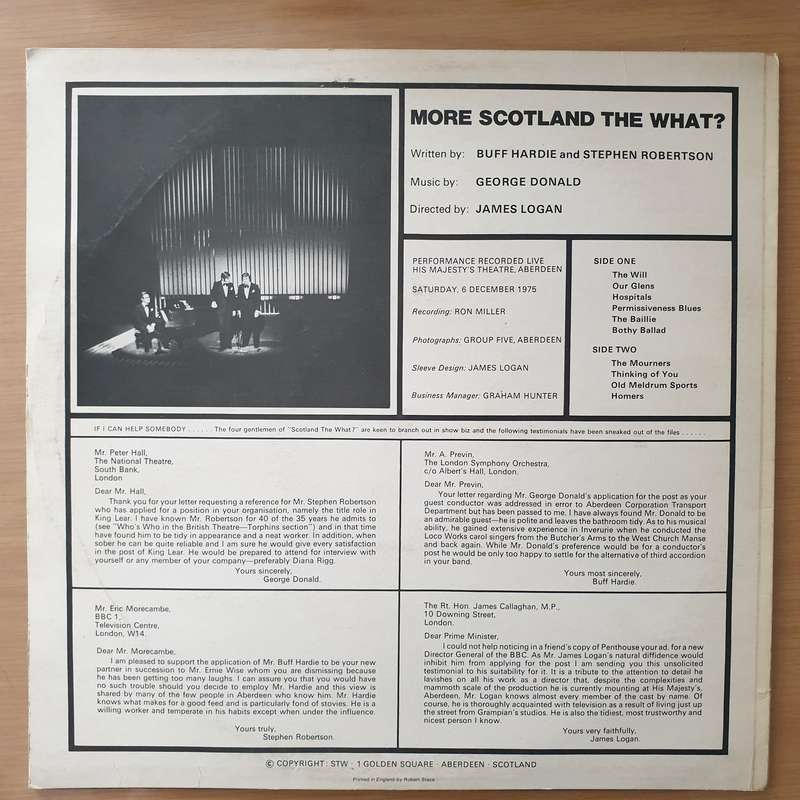 MORE SCOTLAND THE WHAT?
Written by: BUFF HARDIE and STEPHEN ROBERTSON
Music by: GEORGE DONALD
Directed by: JAMES LOGAN
PERFORMANCE RECORDED LIVE
HIS MAJESTY'S THEATRE, ABERDEEN
SATURDAY, 6 DECEMBER 1975
Recording: RON MILLER
Photographs: GROUP FIVE, ABERDEEN
Sleeve Design: JAMES LOGAN
Business Manager: GRAHAM HUNTER
SIDE ONE
The Will
Our Glens
Hospitals
Permissiveness Blues
The Baillie
Bothy Ballad
SIDE TWO
The Mourners
Thinking of You
Old Meldrum Sports
Homers
IF I CAN HELP SOMEBODY . . . . . . The four gentlemen of "Scotland The What?" are keen to branch out in show biz and the following testimonials have been sneaked out of the files . . . . . .
Mr. Peter Hall,
The National Theatre,
South Bank,
London
Dear Mr. Hall,
Thank you for your letter requesting a reference for Mr. Stephen Robertson
who has applied for a position in your organisation, namely the title role in
King Lear. I have known Mr. Robertson for 40 of the 35 years he admits to
(see "Who's Who in the British Theatre—Torphins section") and in that time
have found him to be tidy in appearance and a neat worker. In addition, when
sober he can be quite reliable and I am sure he would give every satisfaction
in the post of King Lear. He would be prepared to attend for interview with
yourself or any member of your company—preferably Diana Rigg.
Yours sincerely,
George Donald.
Mr. A. Previn,
The London Symphony Orchestra,
c/o Albert's Hall, London.
Dear Mr. Previn,
Your letter regarding Mr. George Donald's application for the post as your
guest conductor was addressed in error to Aberdeen Corporation Transport
Department but has been passed to me. I have always found Mr. Donald to be
an admirable guest—he is polite and leaves the bathroom tidy. As to his musical
ability, he gained extensive experience in Inverurie when he conducted the
Loco Works carol singers from the Butcher's Arms to the West Church Manse
and back again. While Mr. Donald's preference would be for a conductor's
post he would be only too happy to settle for the alternative of third accordion
in your band.
Yours most sincerely,
Buff Hardie.
Mr. Eric Morecambe,
BBC 1,
Television Centre,
London, W14.
Dear Mr. Morecambe,
I am pleased to support the application of Mr. Buff Hardie to be your new
partner in succession to Mr. Ernie Wise whom you are dismissing because
he has been getting too many laughs. I can assure you that you would have
no such trouble should you decide to employ Mr. Hardie and this view is
shared by many of the few people in Aberdeen who know him. Mr. Hardie
knows what makes for a good feed and is particularly fond of stovies. He is a
willing worker and temperate in his habits except when under the influence.
Yours truly,
Stephen Robertson.
The Rt. Hon. James Callaghan, M.P.,
10 Downing Street,
London.
Dear Prime Minister,
I could not help noticing in a friend's copy of Penthouse your ad. for a new
Director General of the BBC. As Mr. James Logan's natural diffidence would
inhibit him from applying for the post I am sending you this unsolicited
testimonial to his suitability for it. It is a tribute to the attention to detail he
lavishes on all his work as a director that, despite the complexities and
mammoth scale of the production he is currently mounting at His Majesty's,
Aberdeen, Mr. Logan knows almost every member of the cast by name. Of
course, he is thoroughly acquainted with television as a result of living just up
the street from Grampian's studios. He is also the tidiest, most trustworthy and
nicest person I know.
Yours very faithfully,
James Logan.
© COPYRIGHT : STW · 1 GOLDEN SQUARE · ABERDEEN · SCOTLAND
Printed in England by Robert Stace